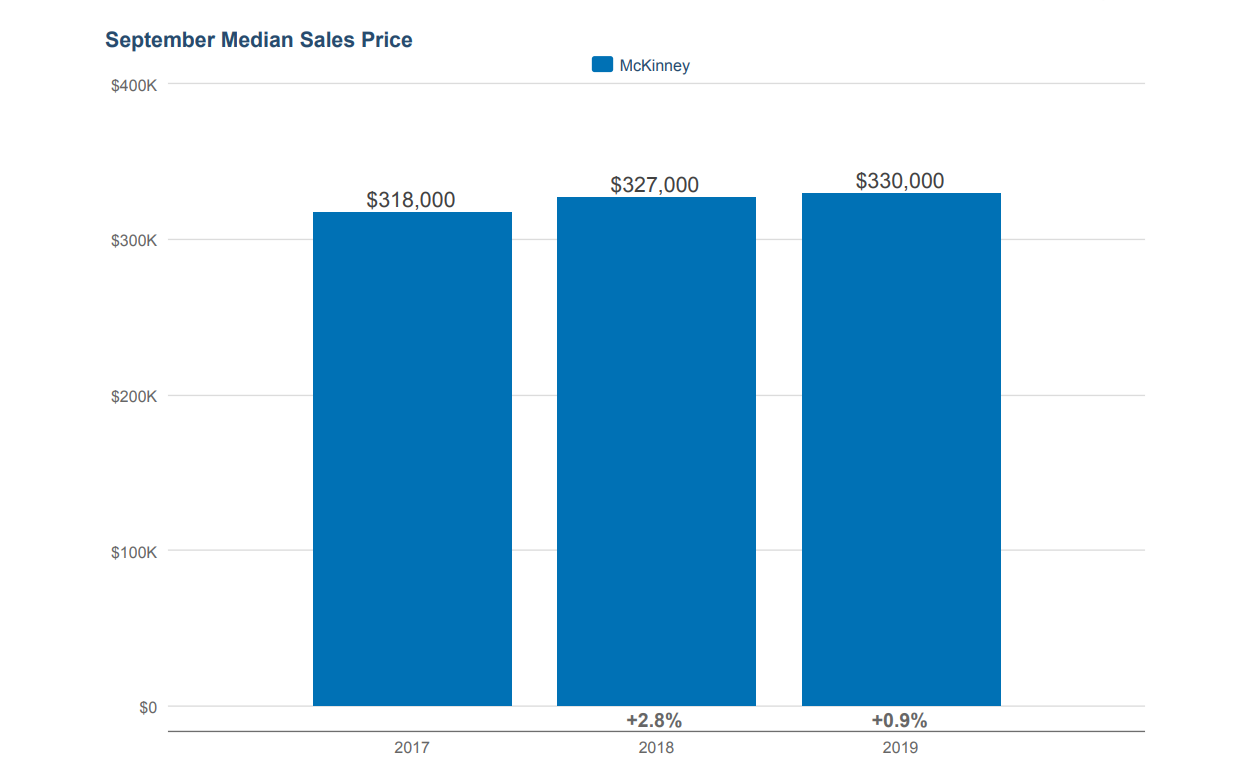 September Median Sales Price
McKinney
$400K
$318,000
$327,000
$330,000
$300K
$200K
$100K
$0
+2.8%
+0.9%
2017
2018
2019